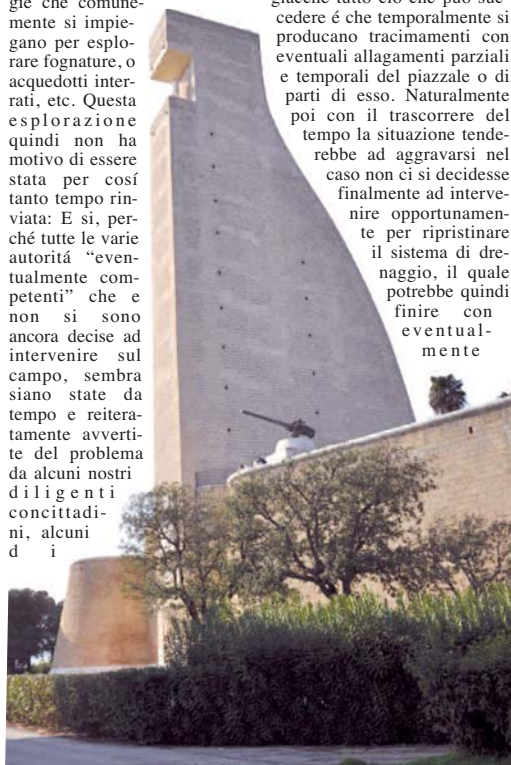 gie che comune-
mente si impie-
gano per esplo-
rare fognature, o
acquedotti inter-
rati, etc. Questa
esplorazione
quindi non ha
motivo di essere
stata per cosí
tanto tempo rin-
viata: E si, per-
ché tutte le varie
autoritá “even-
tualmente com-
petenti” che e
non si sono
ancora decise ad
intervenire sul
campo, sembra
siano state da
tempo e reitera-
tamente avverti-
te del problema
da alcuni nostri
diligenti
concittadi-
ni, alcuni
di
giacché tutto ciò che può suc-
cedere é che temporalmente si
producano tracimamenti con
eventuali allagamenti parziali
e temporali del piazzale o di
parti di esso. Naturalmente
poi con il trascorrere del
tempo la situazione tende-
rebbe ad aggravarsi nel
caso non ci si decidesse
finalmente ad interve-
nire opportunamen-
te per ripristinare
il sistema di dre-
naggio, il quale
potrebbe quindi
finire con
eventual-
mente